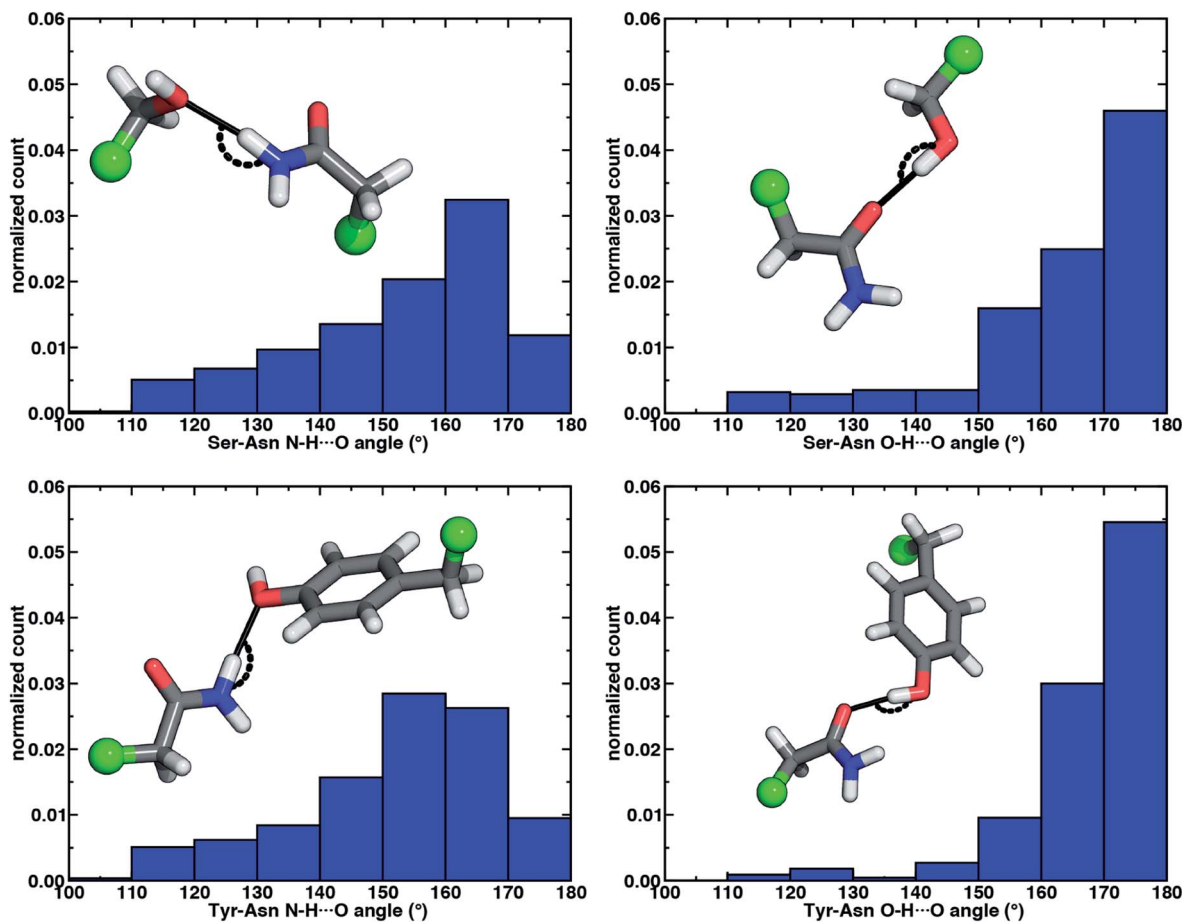 0.06
0.05
0.04
0.03
0.02
0.01
0.00
normalized count
100 110 120 130 140 150 160 170 180
Ser-Asn N-H···O angle (°)
0.06
0.05
0.04
0.03
0.02
0.01
0.00
normalized count
100 110 120 130 140 150 160 170 180
Ser-Asn O-H···O angle (°)
0.06
0.05
0.04
0.03
0.02
0.01
0.00
normalized count
100 110 120 130 140 150 160 170 180
Tyr-Asn N-H···O angle (°)
0.06
0.05
0.04
0.03
0.02
0.01
0.00
normalized count
100 110 120 130 140 150 160 170 180
Tyr-Asn O-H···O angle (°)